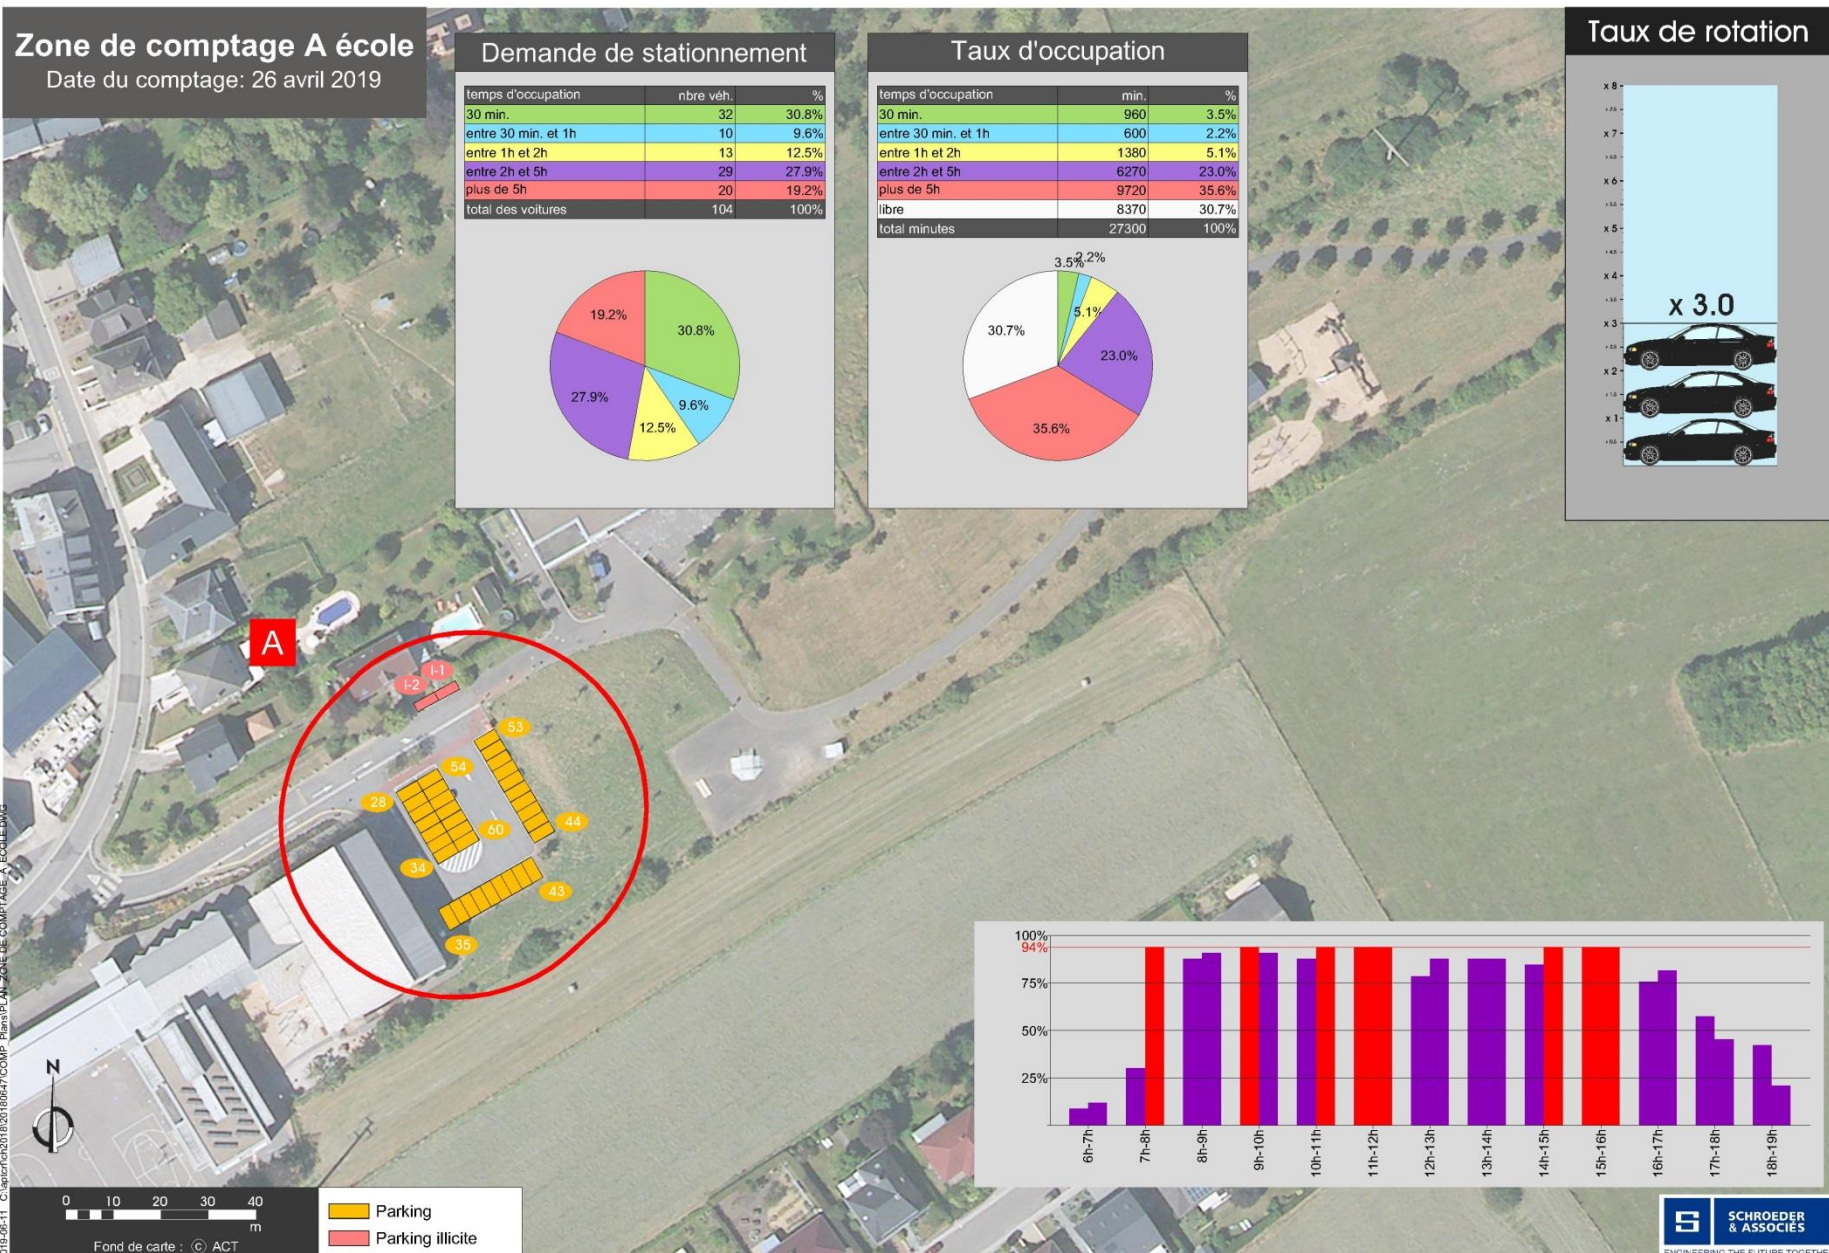 Zone de comptage A école
Date du comptage: 26 avril 2019
Demande de stationnement
temps d'occupation nbre véh. %
30 min. 32 30.8%
entre 30 min. et 1h 10 9.6%
entre 1h et 2h 13 12.5%
entre 2h et 5h 29 27.9%
plus de 5h 20 19.2%
total des voitures 104 100%
19.2%
30.8%
27.9%
9.6%
12.5%
Taux d'occupation
temps d'occupation min. %
30 min. 960 3.5%
entre 30 min. et 1h 600 2.2%
entre 1h et 2h 1380 5.1%
entre 2h et 5h 6270 23.0%
plus de 5h 9720 35.6%
libre 8370 30.7%
total minutes 27300 100%
3.5%
2.2%
5.1%
30.7%
23.0%
35.6%
Taux de rotation
x 8
x 7
x 6
x 5
x 4
x 3.0
x 3
x 2
x 1
A
I-1
I-2
53
54
28
44
60
34
43
35
100%
94%
75%
50%
25%
6h-7h
7h-8h
8h-9h
9h-10h
10h-11h
11h-12h
12h-13h
13h-14h
14h-15h
15h-16h
16h-17h
17h-18h
18h-19h
N
0 10 20 30 40
m
Fond de carte : © ACT
Parking
Parking illicite
S
SCHROEDER
& ASSOCIÉS